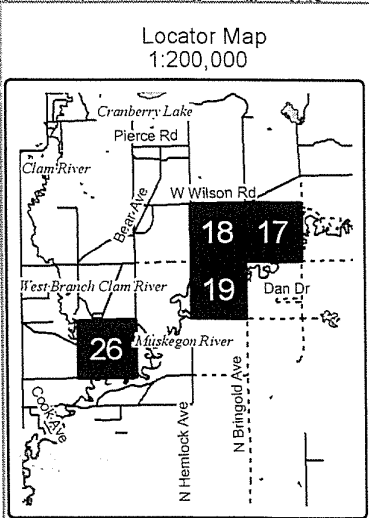 Locator Map
1:200,000
Cranberry Lake
Pierce Rd
Clam River
Bear Ave
W Wilson Rd
18 17
West Branch Clam River
19
Dan Dr
26
Muskegon River
Cook Ave
N Hemlock Ave
N Bringold Ave